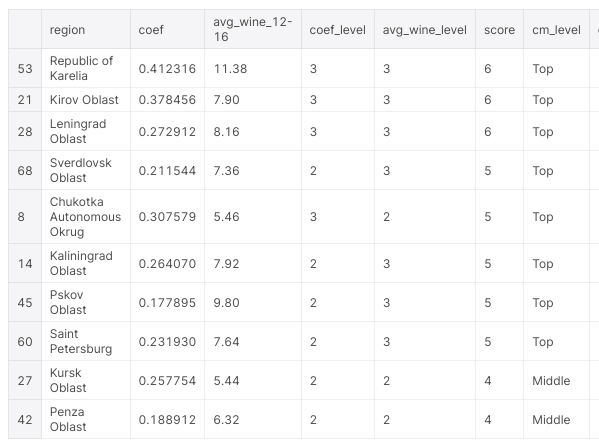 region coef avg_wine_12-16 coef_level avg_wine_level score cm_level
53 Republic of Karelia 0.412316 11.38 3 3 6 Top
21 Kirov Oblast 0.378456 7.90 3 3 6 Top
28 Leningrad Oblast 0.272912 8.16 3 3 6 Top
68 Sverdlovsk Oblast 0.211544 7.36 2 3 5 Top
8 Chukotka Autonomous Okrug 0.307579 5.46 3 2 5 Top
14 Kaliningrad Oblast 0.264070 7.92 2 3 5 Top
45 Pskov Oblast 0.177895 9.80 2 3 5 Top
60 Saint Petersburg 0.231930 7.64 2 3 5 Top
27 Kursk Oblast 0.257754 5.44 2 2 4 Middle
42 Penza Oblast 0.188912 6.32 2 2 4 Middle